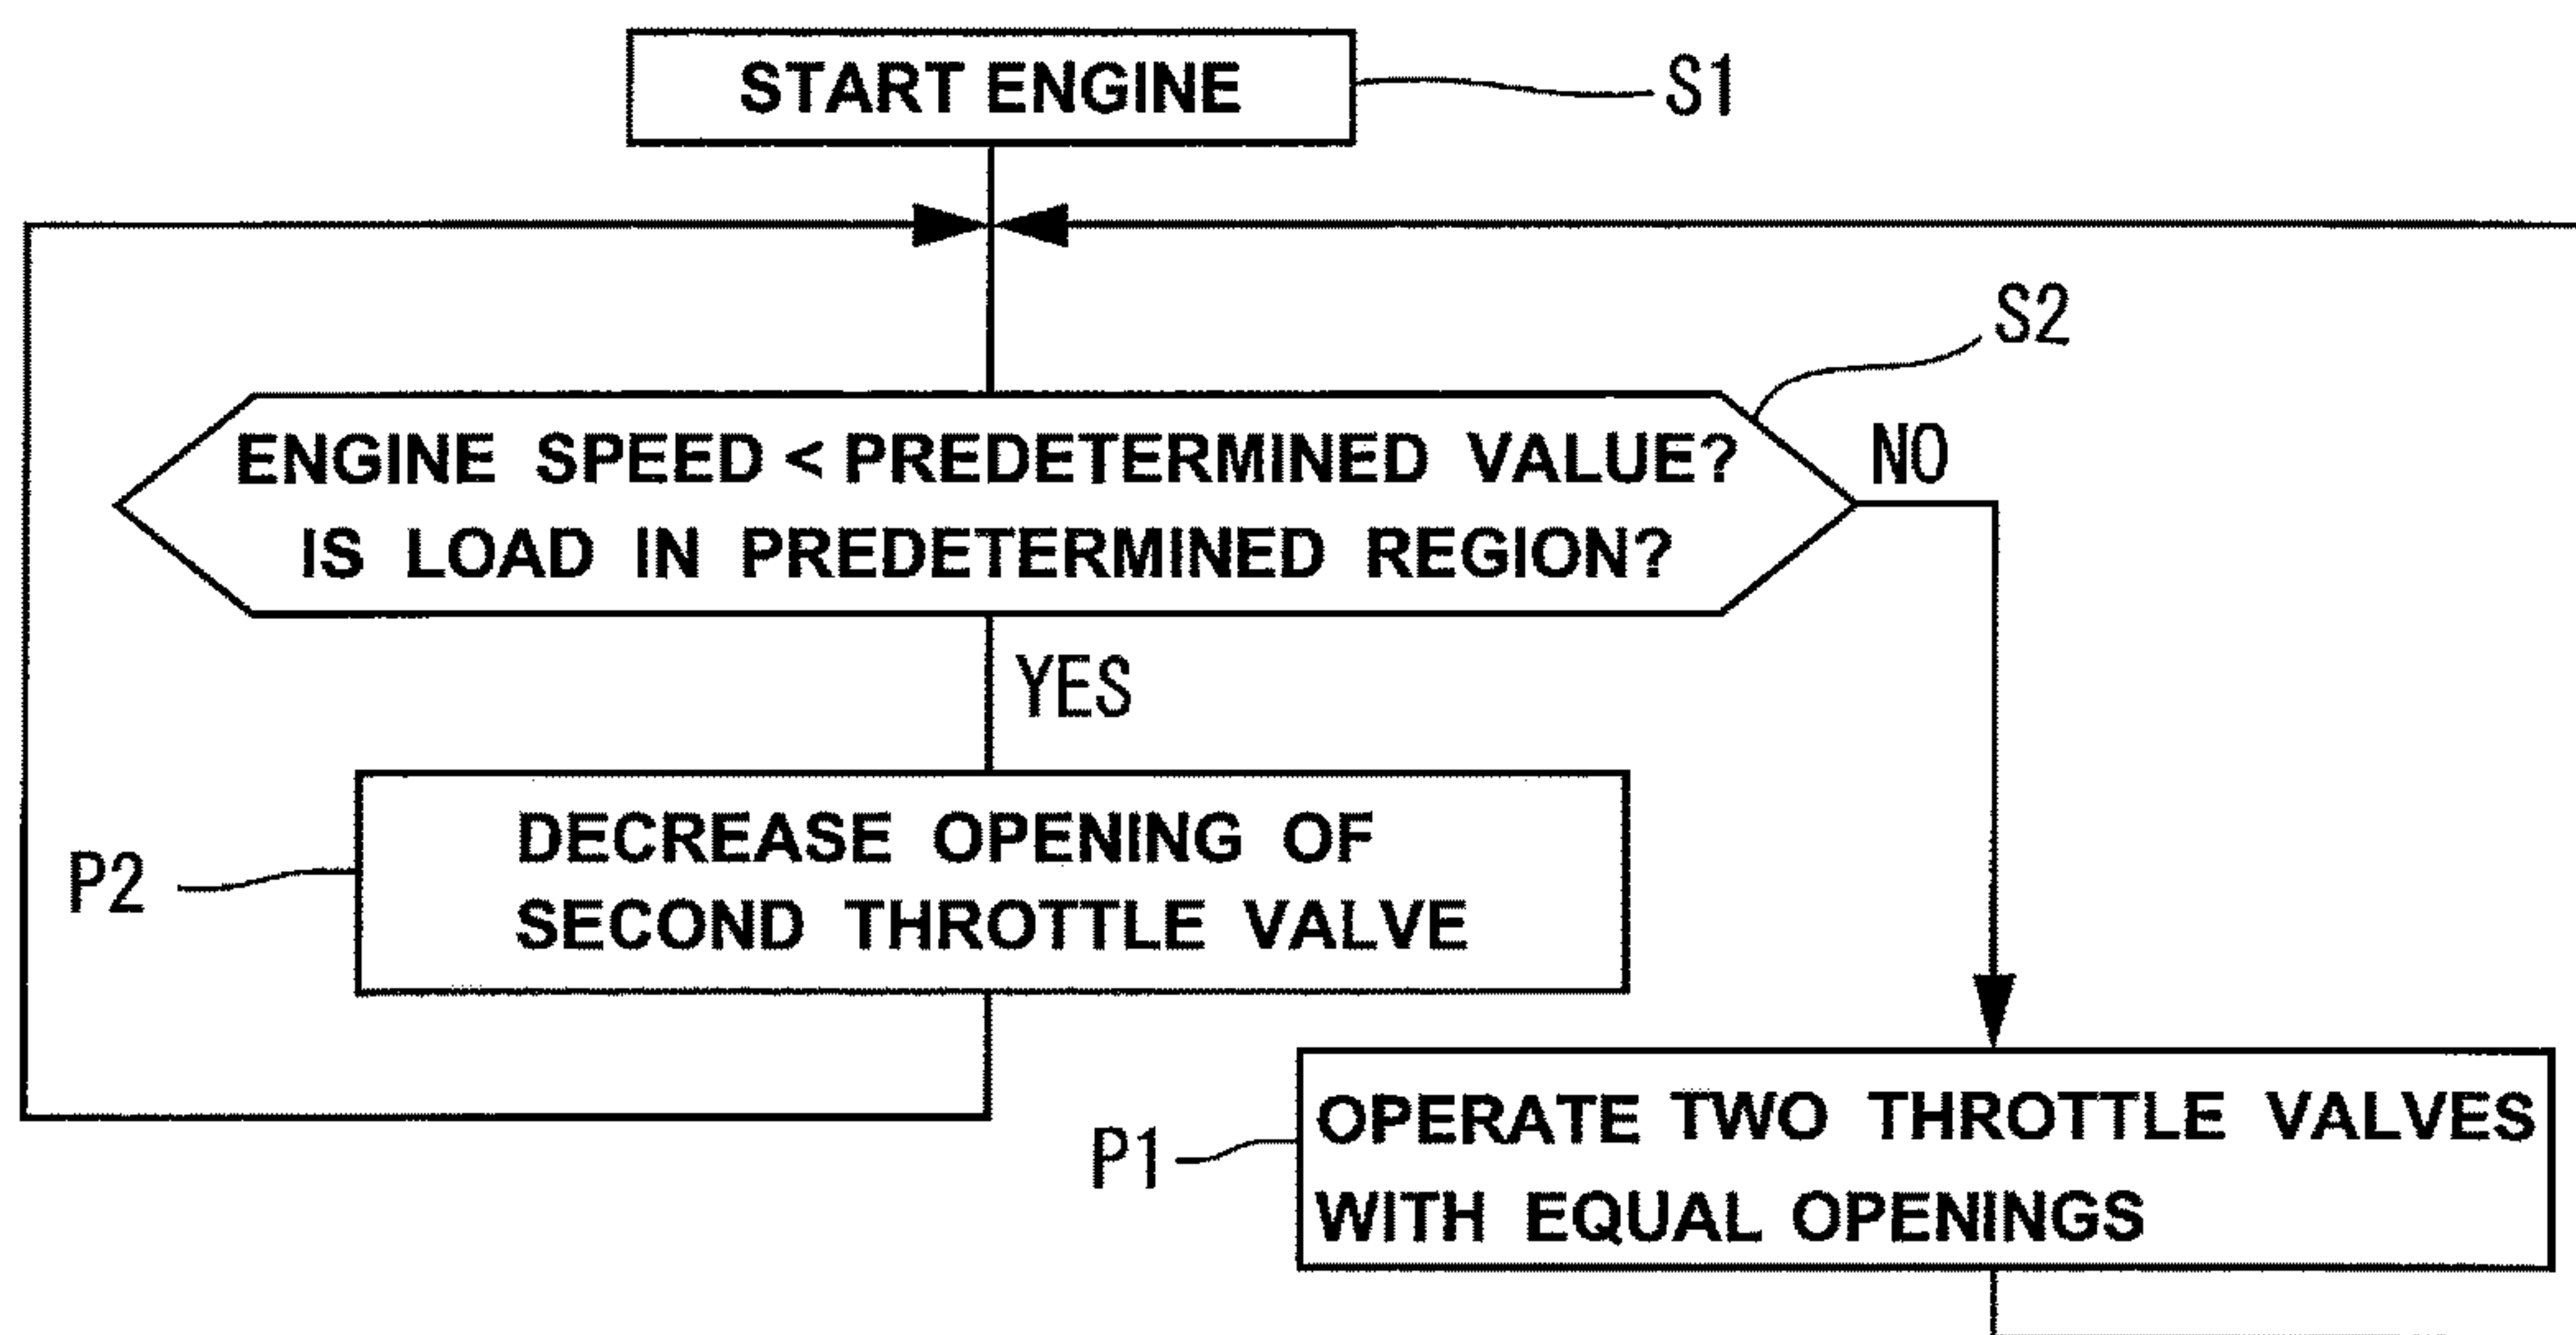 START ENGINE
S1
S2
ENGINE SPEED < PREDETERMINED VALUE?
IS LOAD IN PREDETERMINED REGION?
NO
YES
DECREASE OPENING OF
SECOND THROTTLE VALVE
P2
OPERATE TWO THROTTLE VALVES
WITH EQUAL OPENINGS
P1